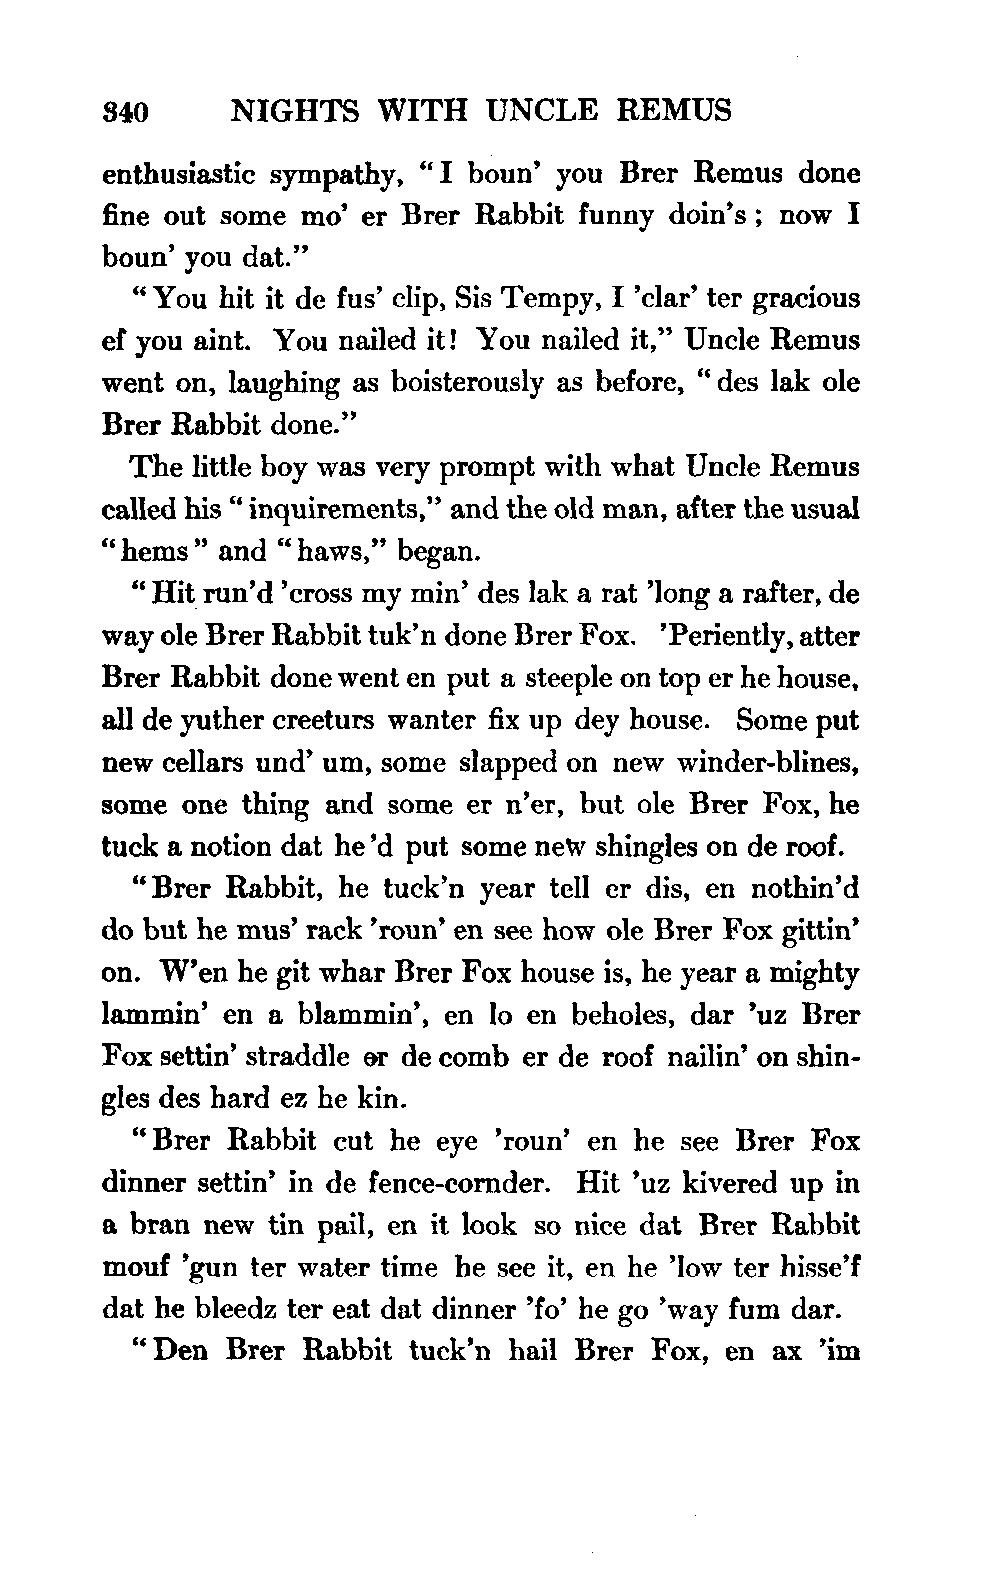 340 NIGHTS WITH UNCLE REMUS
enthusiastic sympathy, "I boun' you Brer Remus done
fine out some mo' er Brer Rabbit funny doin's; now I
boun' you dat."
"You hit it de fus' clip, Sis Tempy, I 'clar' ter gracious
ef you aint. You nailed it! You nailed it," Uncle Remus
went on, laughing as boisterously as before, "des lak ole
Brer Rabbit done."
The little boy was very prompt with what Uncle Remus
called his "inquirements," and the old man, after the usual
"hems" and "haws," began.
"Hit run'd 'cross my min' des lak a rat 'long a rafter, de
way ole Brer Rabbit tuk'n done Brer Fox. 'Periently, atter
Brer Rabbit done went en put a steeple on top er he house,
all de yuther creeturs wanter fix up dey house. Some put
new cellars und' um, some slapped on new winder-blines,
some one thing and some er n'er, but ole Brer Fox, he
tuck a notion dat he'd put some new shingles on de roof.
"Brer Rabbit, he tuck'n year tell er dis, en nothin'd
do but he mus' rack 'roun' en see how ole Brer Fox gittin'
on. W'en he git whar Brer Fox house is, he year a mighty
lammin' en a blammin', en lo en beholes, dar 'uz Brer
Fox settin' straddle er de comb er de roof nailin' on shin-
gles des hard ez he kin.
"Brer Rabbit cut he eye 'roun' en he see Brer Fox
dinner settin' in de fence-cornder. Hit 'uz kivered up in
a bran new tin pail, en it look so nice dat Brer Rabbit
mouf 'gun ter water time he see it, en he 'low ter hisse'f
dat he bleedz ter eat dat dinner 'fo' he go 'way fum dar.
"Den Brer Rabbit tuck'n hail Brer Fox, en ax 'im